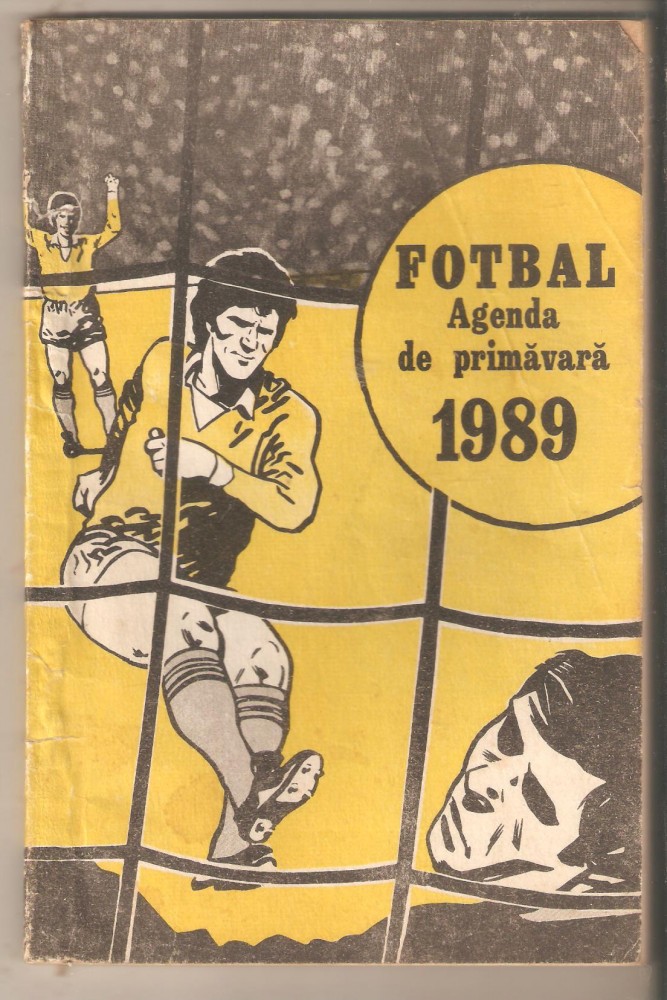 FOTBAL
Agenda
de primăvară
1989